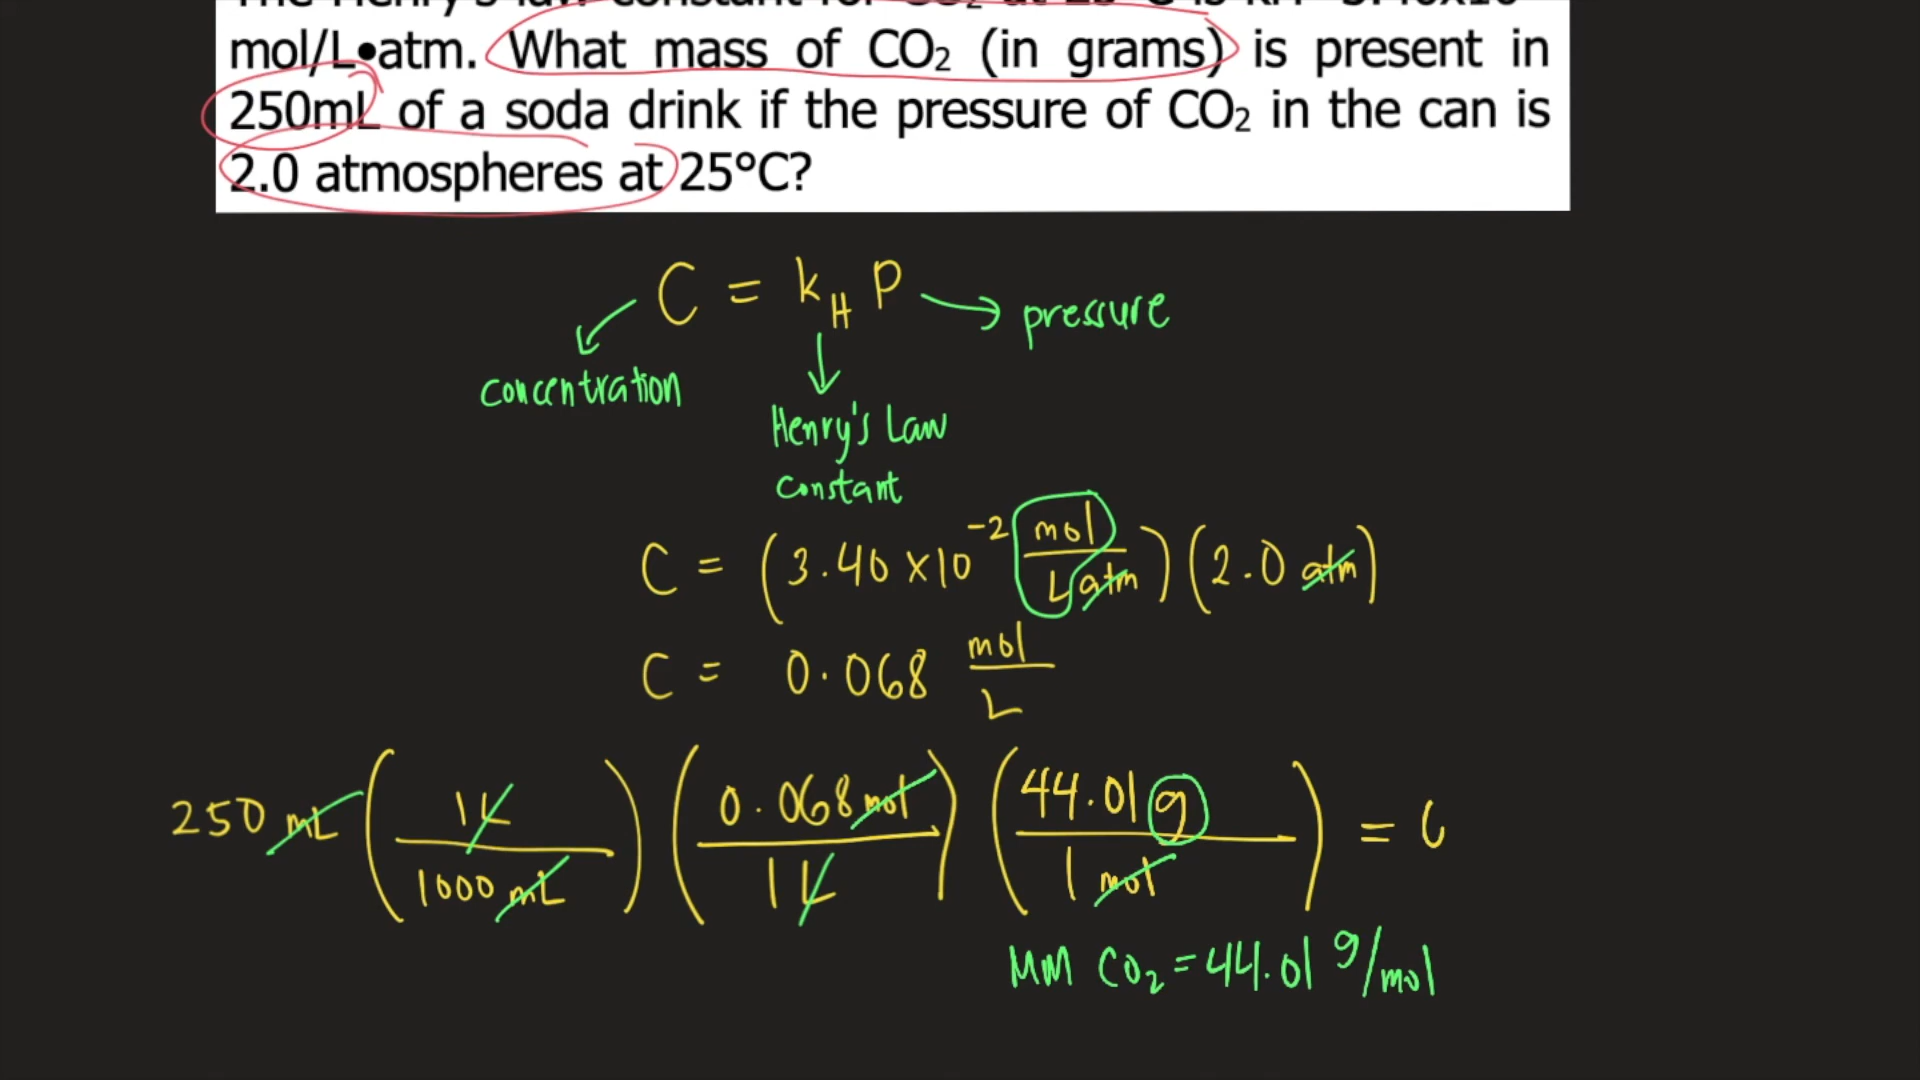 mol/L•atm. What mass of CO₂ (in grams) is present in
250mL of a soda drink if the pressure of CO₂ in the can is
2.0 atmospheres at 25°C?
C = k_H P → pressure
concentration
Henry's Law
constant
C = (3.40 x 10⁻² mol/L atm) (2.0 atm)
C = 0.068 mol/L
250 mL (1L/1000 mL) (0.068 mol/1L) (44.01 g/1 mol) =
MM CO₂ = 44.01 g/mol